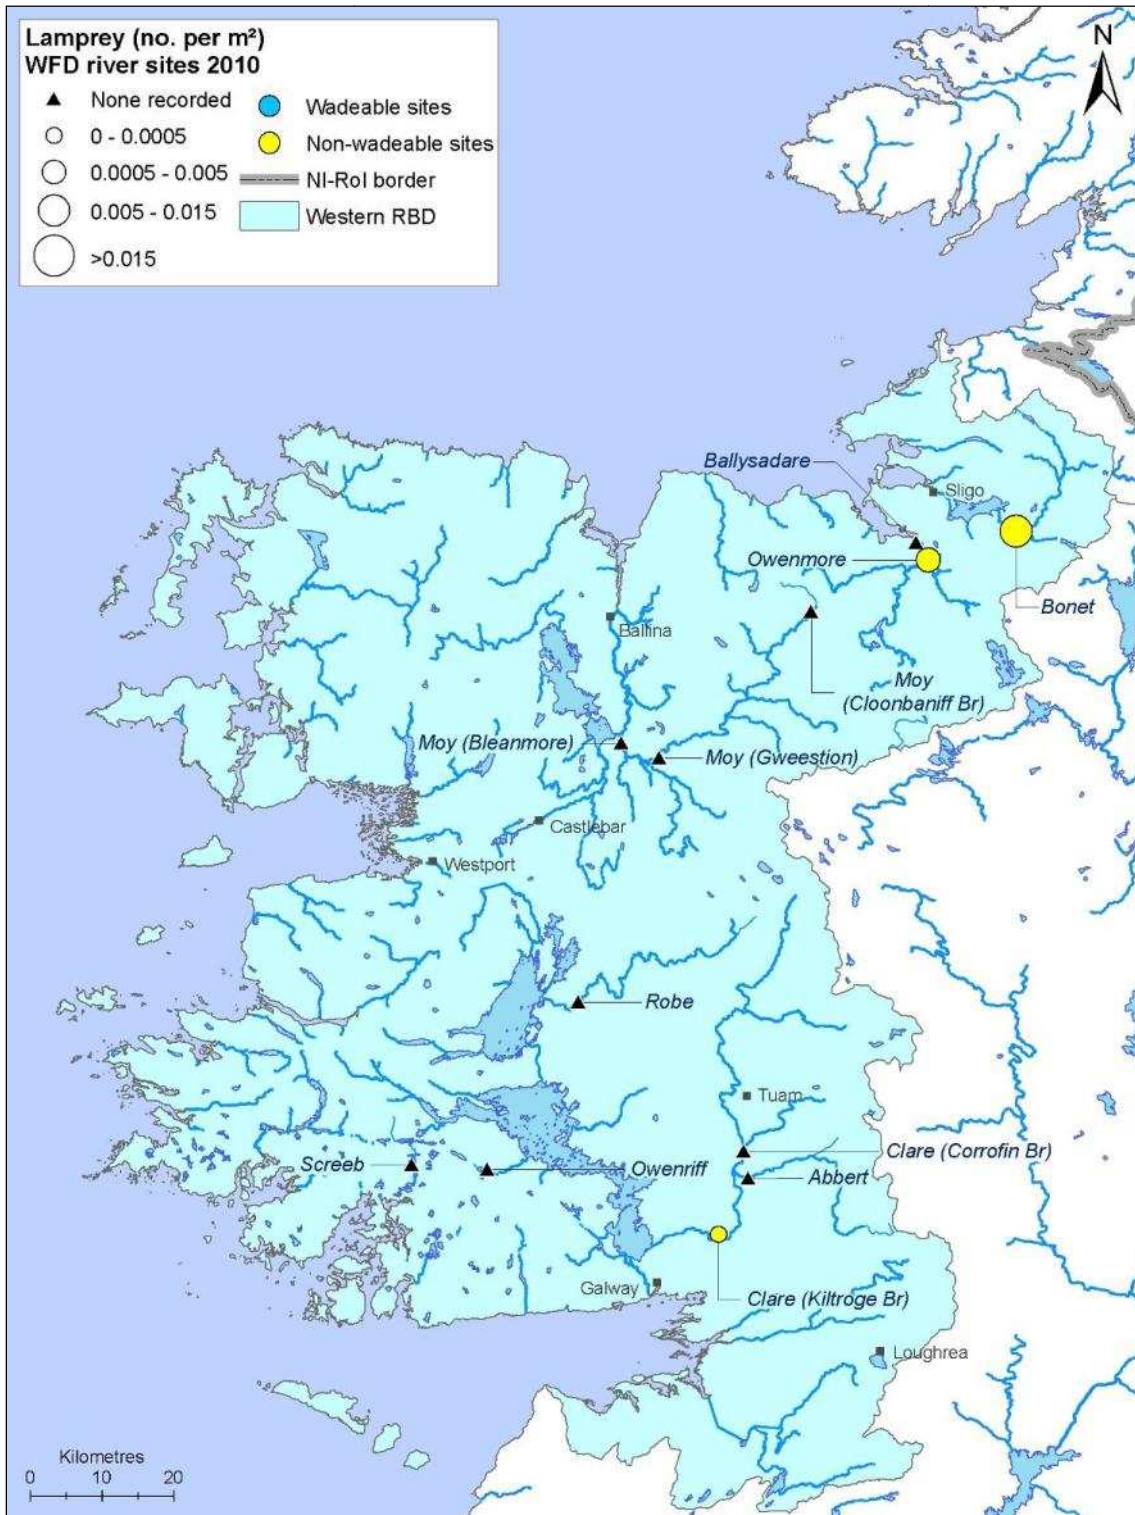 Lamprey (no. per m²)
WFD river sites 2010
None recorded
0 - 0.0005
0.0005 - 0.005
0.005 - 0.015
>0.015
Wadeable sites
Non-wadeable sites
NI-RoI border
Western RBD
N
Ballysadare
Sligo
Owenmore
Bonet
Ballina
Moy
(Cloonbaniff Br)
Moy (Bleanmore)
Moy (Gweestion)
Castlebar
Westport
Robe
Tuam
Clare (Corrofin Br)
Screeb
Owenriff
Abbert
Galway
Clare (Kiltroge Br)
Loughrea
Kilometres
0 10 20